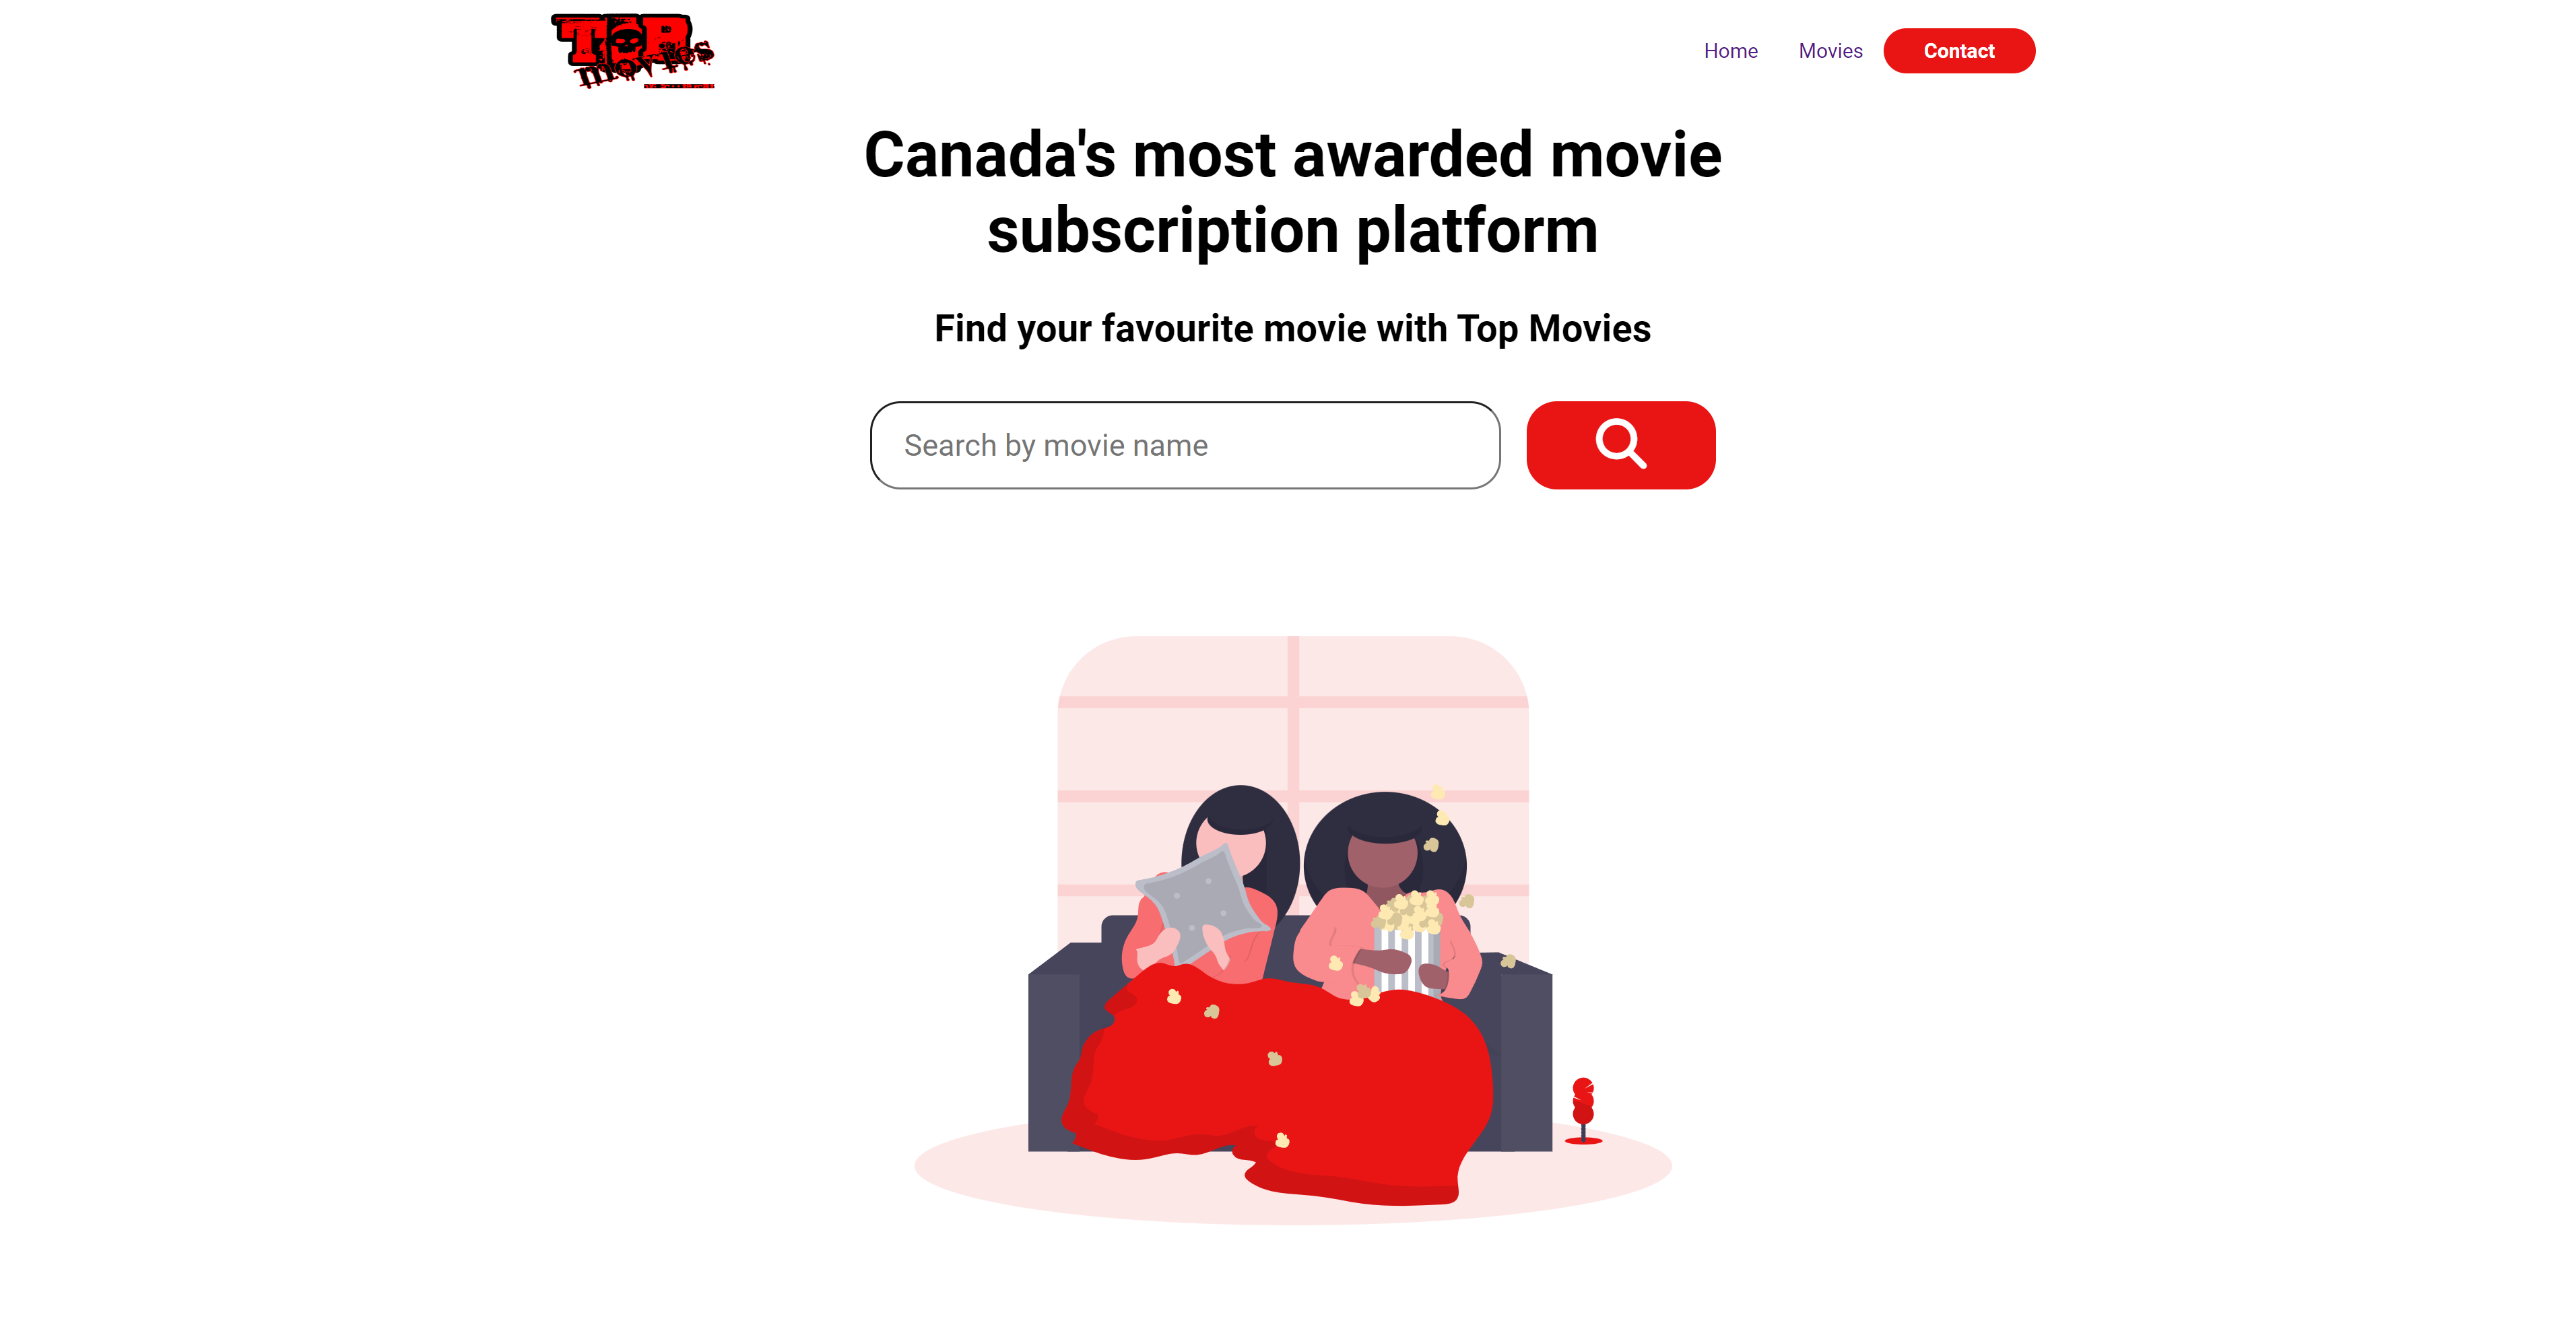 TOP
movies
Home
Movies
Contact
Canada's most awarded movie
subscription platform
Find your favourite movie with Top Movies
Search by movie name